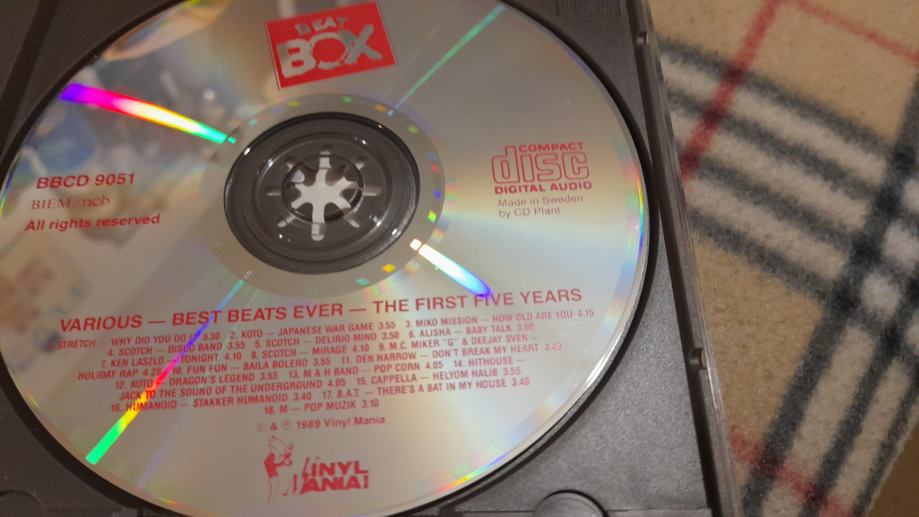 BEAT
BOX
COMPACT
disc
DIGITAL AUDIO
Made in Sweden
by CD Plant
BBCD 9051
BIEM / ncb
All rights reserved
VARIOUS — BEST BEATS EVER — THE FIRST FIVE YEARS
STRETCH — WHY DID YOU DO IT 3.30 2. KOTO — JAPANESE WAR GAME 3.55 3. MIKO MISSION — HOW OLD ARE YOU 4.15
4. SCOTCH — DISCO BAND 3.55 5. SCOTCH — DELIRIO MIND 3.50 6. ALISHA — BABY TALK 3.50
7. KEN LASZLO — TONIGHT 4.10 8. SCOTCH — MIRAGE 4.10 9. M.C. MIKER "G" & DEEJAY SVEN —
HOLIDAY RAP 4.25 10. FUN FUN — BAILA BOLERO 3.55 11. DEN HARROW — DON'T BREAK MY HEART 3.49
12. KOTO — DRAGON'S LEGEND 3.55 13. M & H BAND — POP CORN 4.05 14. HITHOUSE —
JACK TO THE SOUND OF THE UNDERGROUND 4.05 15. CAPPELLA — HELYOM HALIB 3.55
16. HUMANOID — STAKKER HUMANOID 3.40 17. B.A.T. — THERE'S A BAT IN MY HOUSE 3.40
18. M — POP MUZIK 3.10
© & ℗ 1989 Vinyl Mania
VINYL
MANIA!